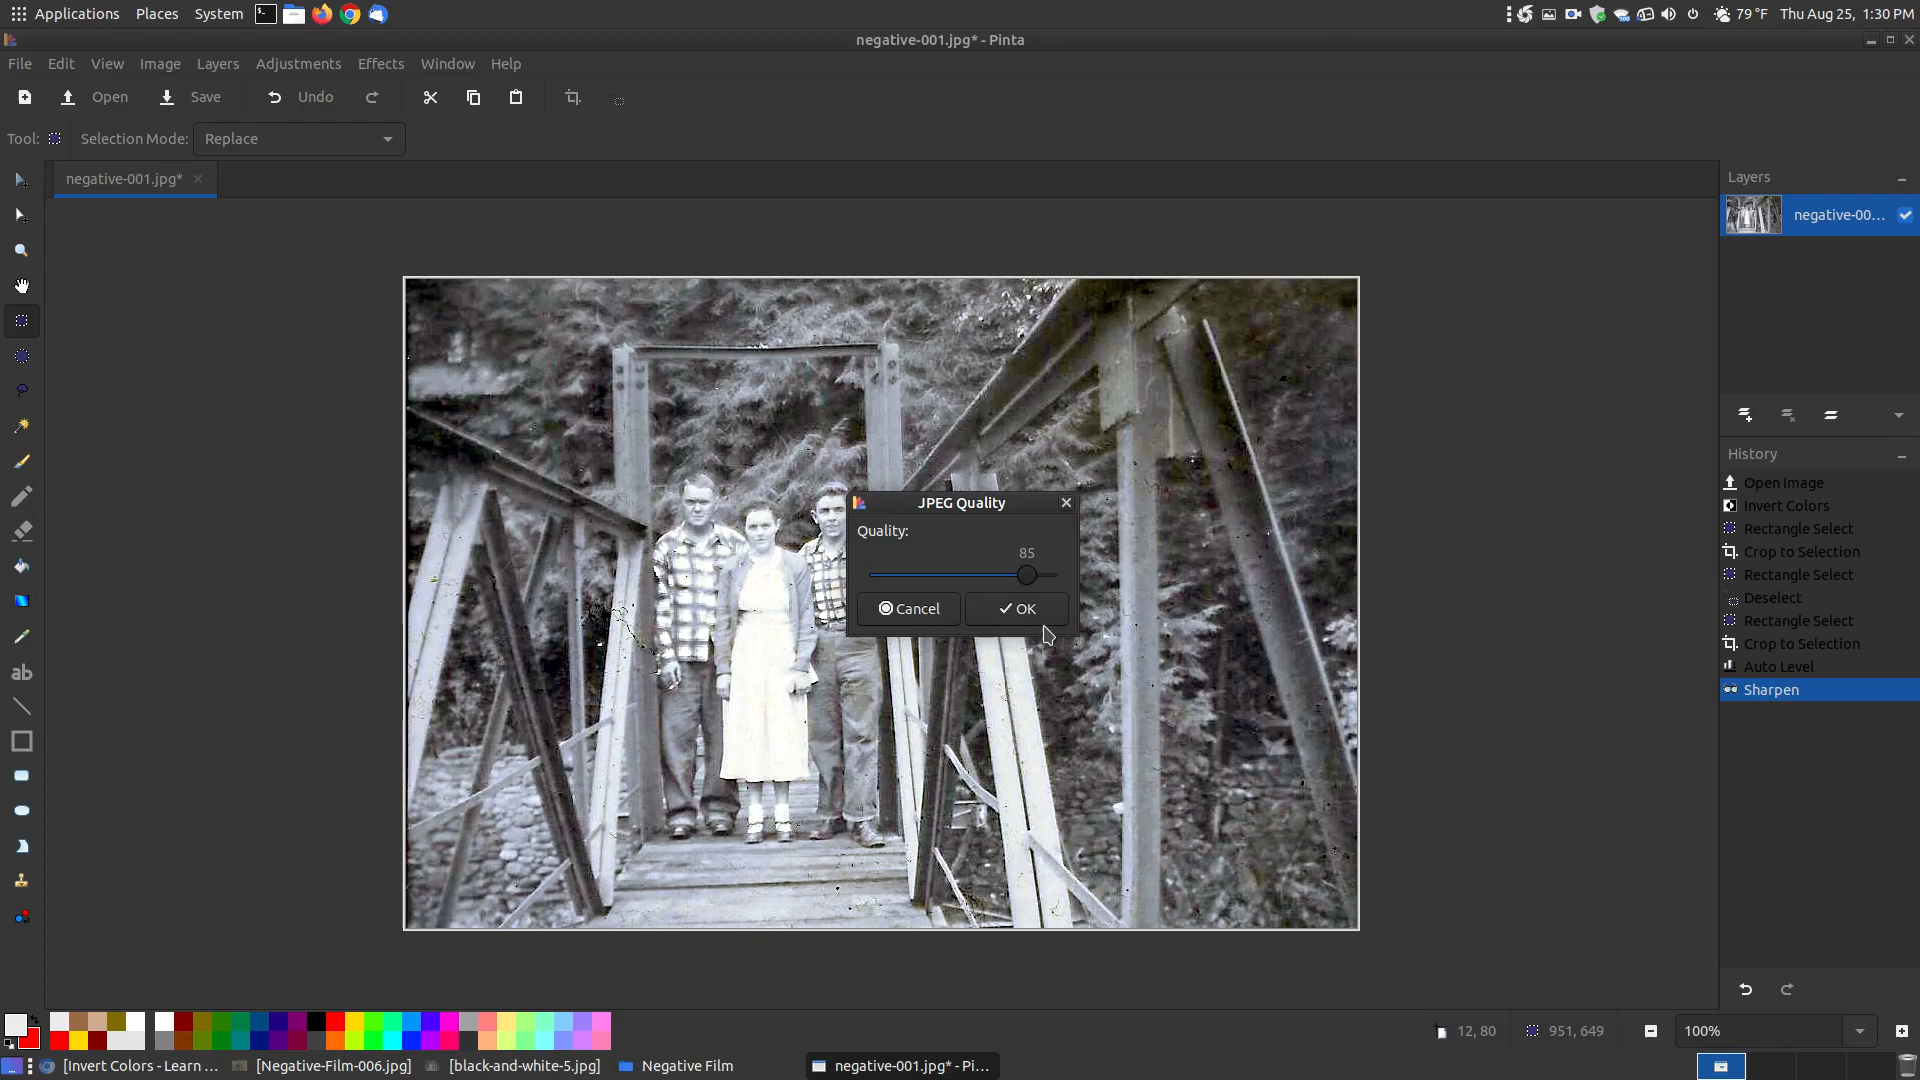 Applications Places System 79 °F Thu Aug 25, 1:30 PM
negative-001.jpg* - Pinta
File Edit View Image Layers Adjustments Effects Window Help
Open Save Undo
Tool: Selection Mode: Replace
negative-001.jpg*
Layers
negative-00...
JPEG Quality
Quality:
85
Cancel OK
History
Open Image
Invert Colors
Rectangle Select
Crop to Selection
Rectangle Select
Deselect
Rectangle Select
Crop to Selection
Auto Level
Sharpen
ab
12, 80 951, 649 100%
[Invert Colors - Learn ... [Negative-Film-006.jpg] [black-and-white-5.jpg] Negative Film negative-001.jpg* - Pi...